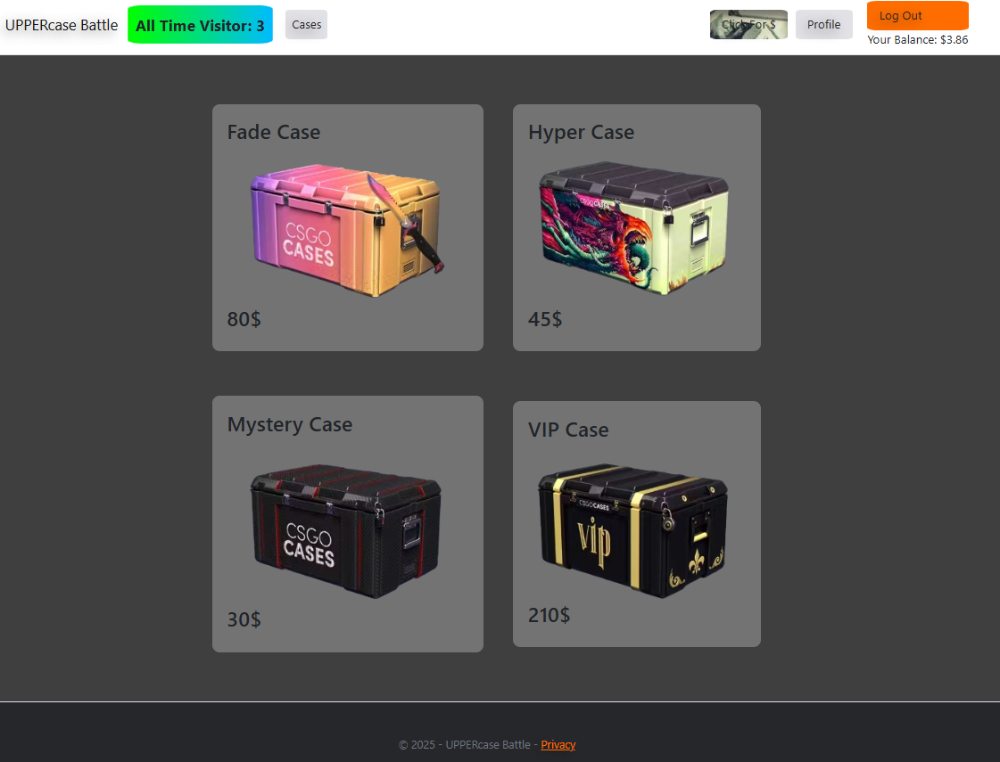 UPPERcase Battle
All Time Visitor: 3
Cases
Click For $
Profile
Log Out
Your Balance: $3.86
Fade Case
CSGO
CASES
80$
Hyper Case
CSGOCASES
45$
Mystery Case
CSGO
CASES
30$
VIP Case
CSGOCASES
vip
210$
© 2025 - UPPERcase Battle - Privacy